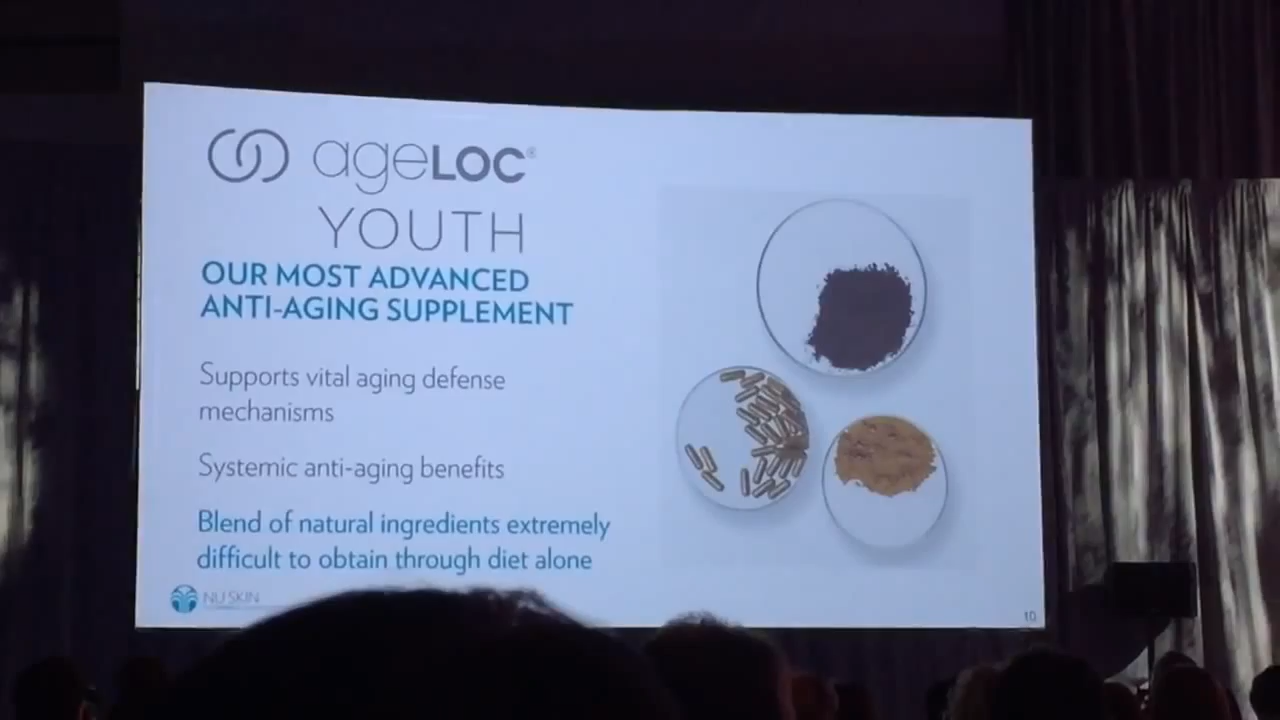 ageLOC®
YOUTH
OUR MOST ADVANCED
ANTI-AGING SUPPLEMENT
Supports vital aging defense
mechanisms
Systemic anti-aging benefits
Blend of natural ingredients extremely
difficult to obtain through diet alone
NU SKIN
10